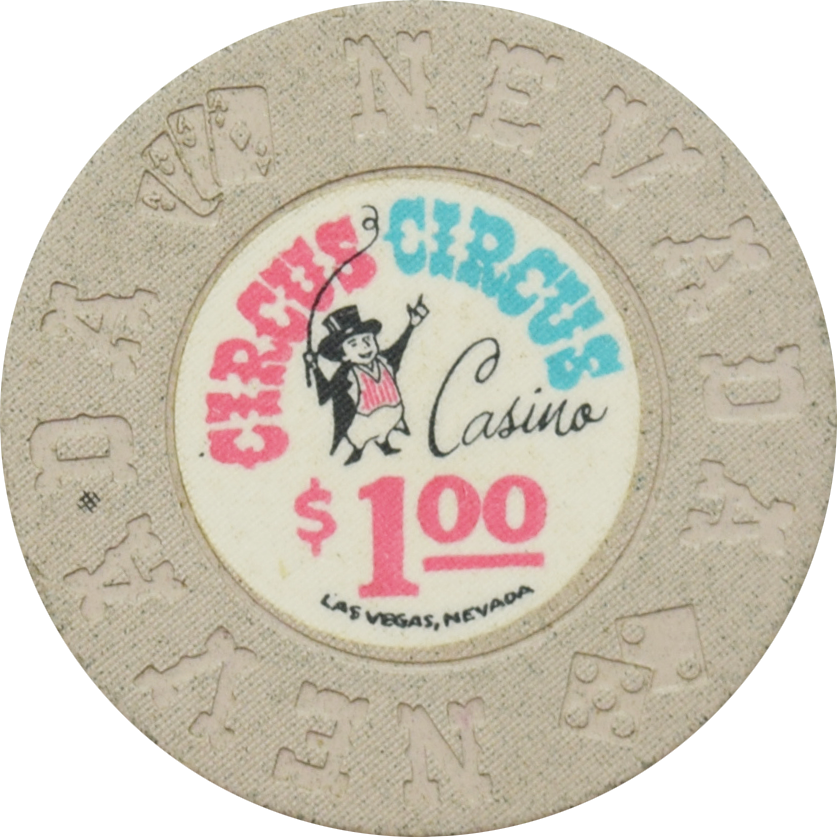 NEVADA
CIRCUS CIRCUS
Casino
$1.00
LAS VEGAS, NEVADA
NEVADA